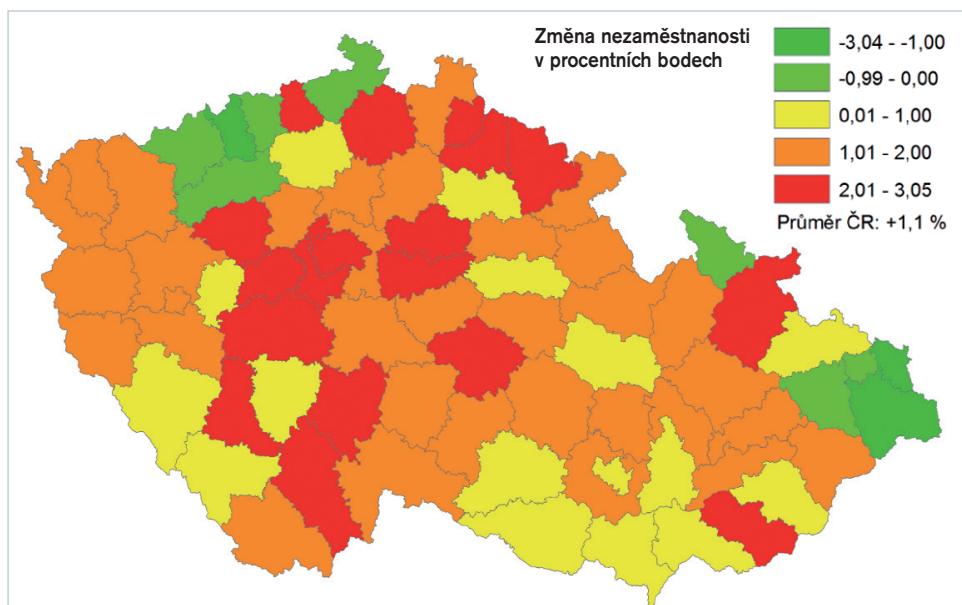 Změna nezaměstnanosti
v procentních bodech
-3,04 - -1,00
-0,99 - 0,00
0,01 - 1,00
1,01 - 2,00
2,01 - 3,05
Průměr ČR: +1,1 %